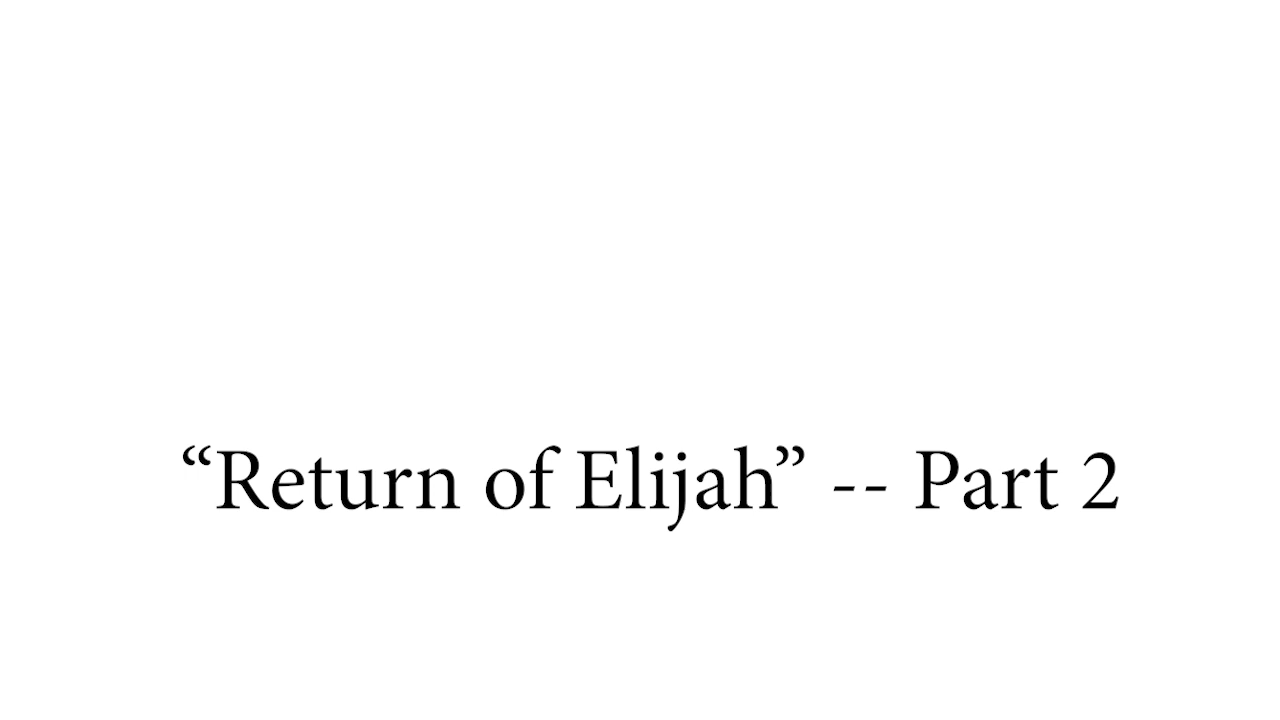 “Return of Elijah” -- Part 2